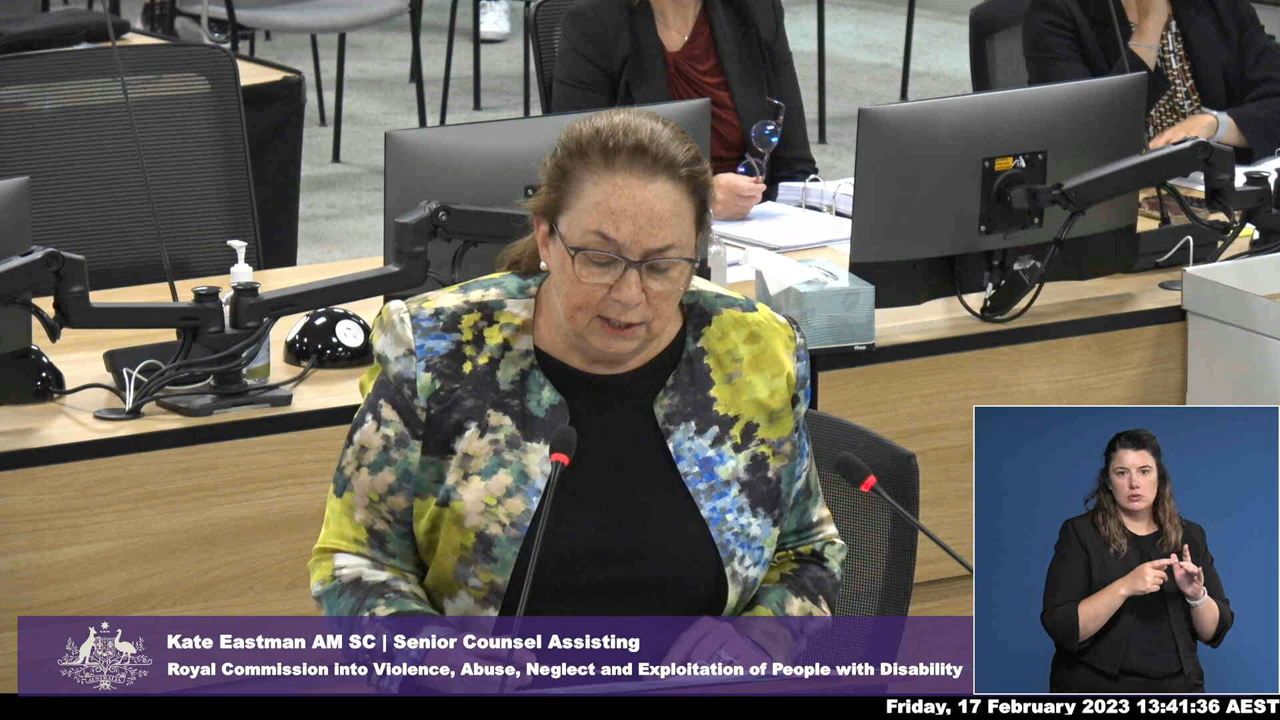 Kate Eastman AM SC | Senior Counsel Assisting
Royal Commission into Violence, Abuse, Neglect and Exploitation of People with Disability
Friday, 17 February 2023 13:41:36 AEST